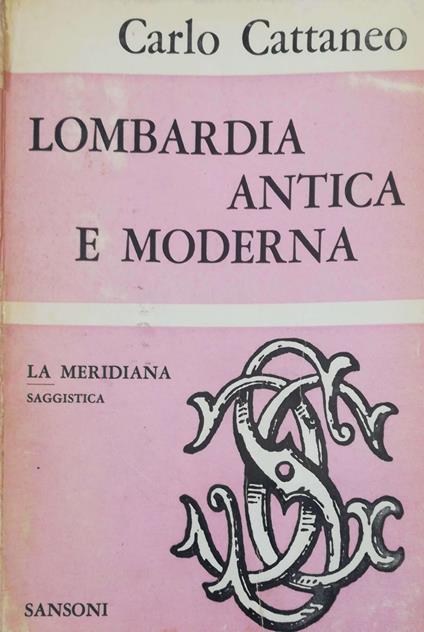 Carlo Cattaneo
LOMBARDIA
ANTICA
E MODERNA
LA MERIDIANA
SAGGISTICA
SANSONI